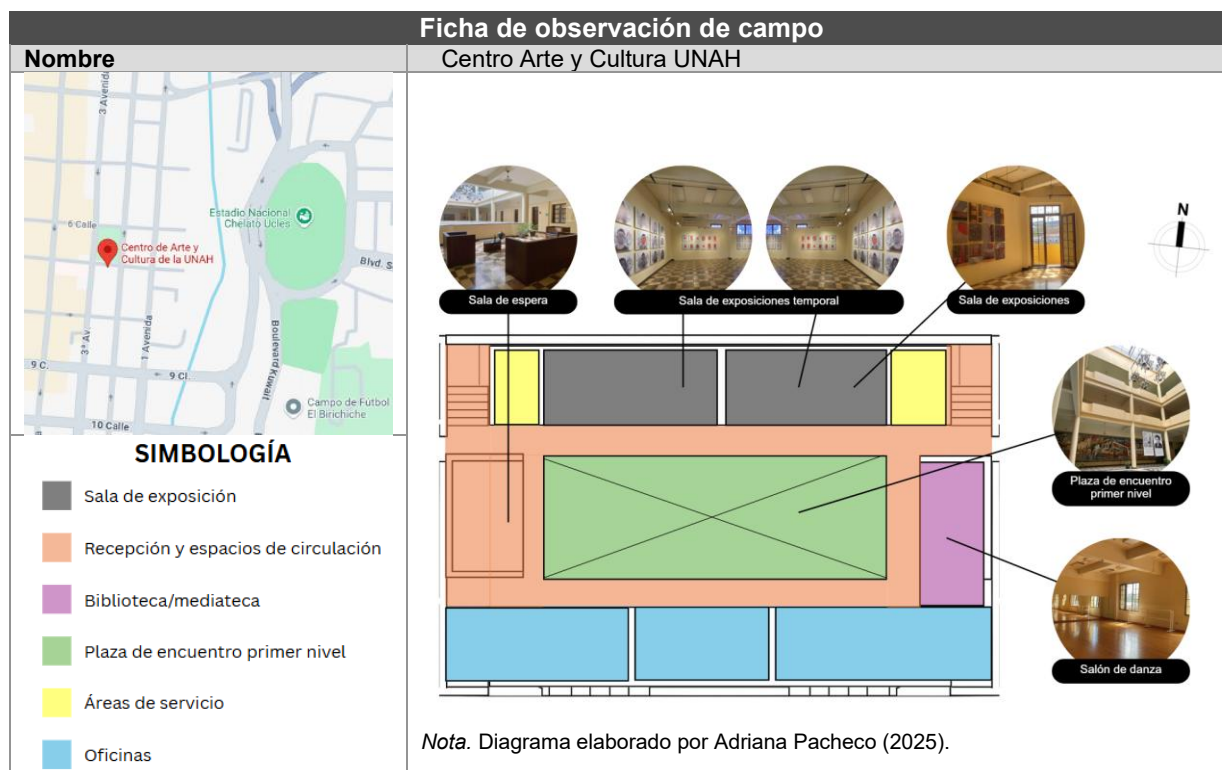 Ficha de observación de campo
Nombre
Centro Arte y Cultura UNAH
3 Avenida
6 Calle
Estadio Nacional
Chelato Ucles
Centro de Arte y
Cultura de la UNAH
Blvd. S
3ª Av.
1 Avenida
Boulevard Kuwait
9 C.
9 Cl
Campo de Futbol
El Birichiche
10 Calle
SIMBOLOGÍA
Sala de exposición
Recepción y espacios de circulación
Biblioteca/mediateca
Plaza de encuentro primer nivel
Áreas de servicio
Oficinas
N
Sala de espera
Sala de exposiciones temporal
Sala de exposiciones
Plaza de encuentro
primer nivel
Salón de danza
Nota. Diagrama elaborado por Adriana Pacheco (2025).